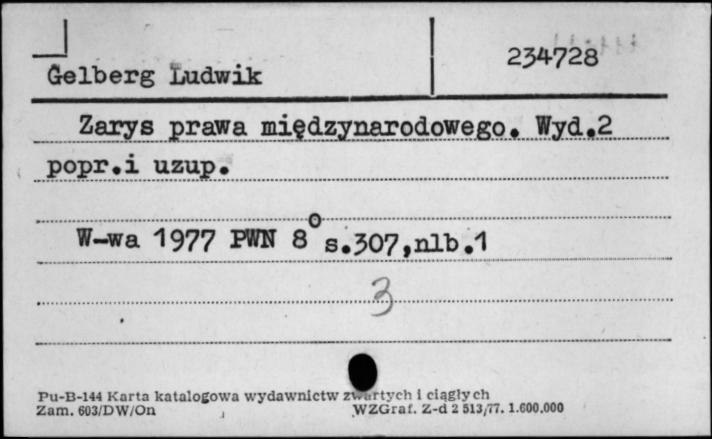 234728
Gelberg Ludwik
Zarys prawa międzynarodowego. Wyd.2
popr.i uzup.
W-wa 1977 PWN 8° s.307,nlb.1
3
Pu-B-144 Karta katalogowa wydawnictw zwartych i ciągłych
Zam. 603/DW/On WZGraf. Z-d 2 513/77. 1.600.000